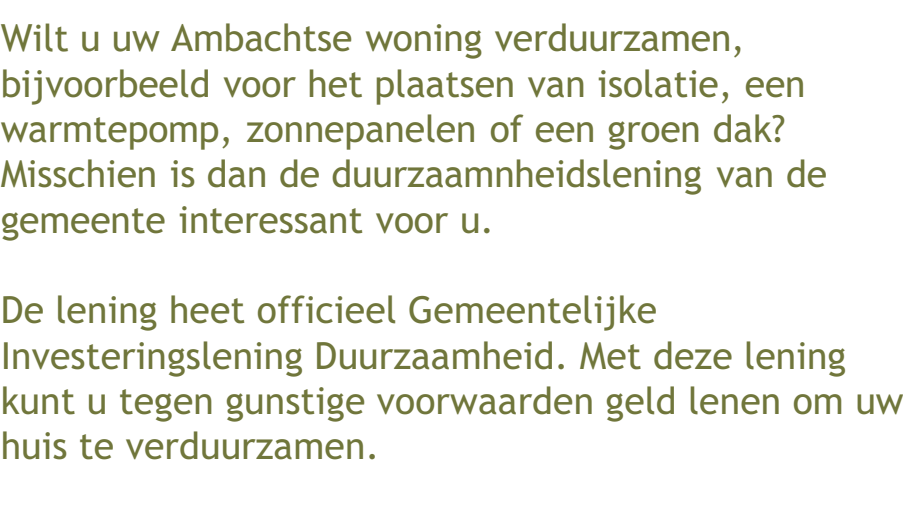 Wilt u uw Ambachtse woning verduurzamen,
bijvoorbeeld voor het plaatsen van isolatie, een
warmtepomp, zonnepanelen of een groen dak?
Misschien is dan de duurzaamnheidslening van de
gemeente interessant voor u.
De lening heet officieel Gemeentelijke
Investeringslening Duurzaamheid. Met deze lening
kunt u tegen gunstige voorwaarden geld lenen om uw
huis te verduurzamen.